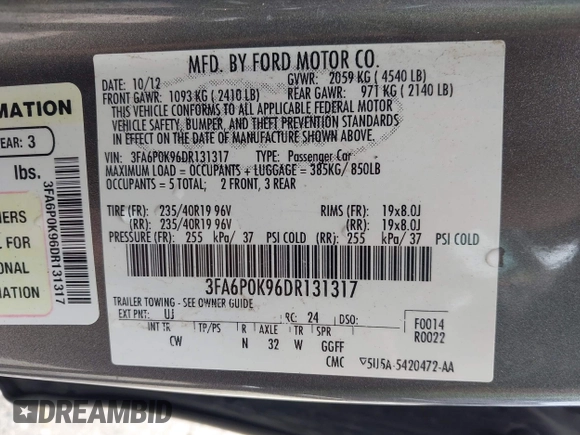 MFD. BY FORD MOTOR CO.
DATE: 10/12 GVWR: 2059 KG ( 4540 LB)
FRONT GAWR: 1093 KG ( 2410 LB) REAR GAWR: 971 KG ( 2140 LB)
THIS VEHICLE CONFORMS TO ALL APPLICABLE FEDERAL MOTOR
VEHICLE SAFETY, BUMPER, AND THEFT PREVENTION STANDARDS
IN EFFECT ON THE DATE OF MANUFACTURE SHOWN ABOVE.
VIN: 3FA6P0K96DR131317 TYPE: Passenger Car
MAXIMUM LOAD = OCCUPANTS + LUGGAGE = 385KG/ 850LB
OCCUPANTS = 5 TOTAL; 2 FRONT, 3 REAR
TIRE (FR): 235/40R19 96V RIMS (FR): 19x8.0J
(RR): 235/40R19 96V (RR): 19x8.0J
PRESSURE (FR): 255 kPa/ 37 PSI COLD (RR): 255 kPa/ 37 PSI COLD
3FA6P0K96DR131317
TRAILER TOWING - SEE OWNER GUIDE
EXT PNT: UJ RC: 24 DSO:
F0014
R0022
INT TR TP/PS R AXLE TR SPR
CW N 32 W GGFF
CMC 5U5A-5420472-AA
RMATION
EAR: 3
lbs.
NERS
L FOR
ONAL
MATION
3FA6P0K96DR131317
DREAMBID